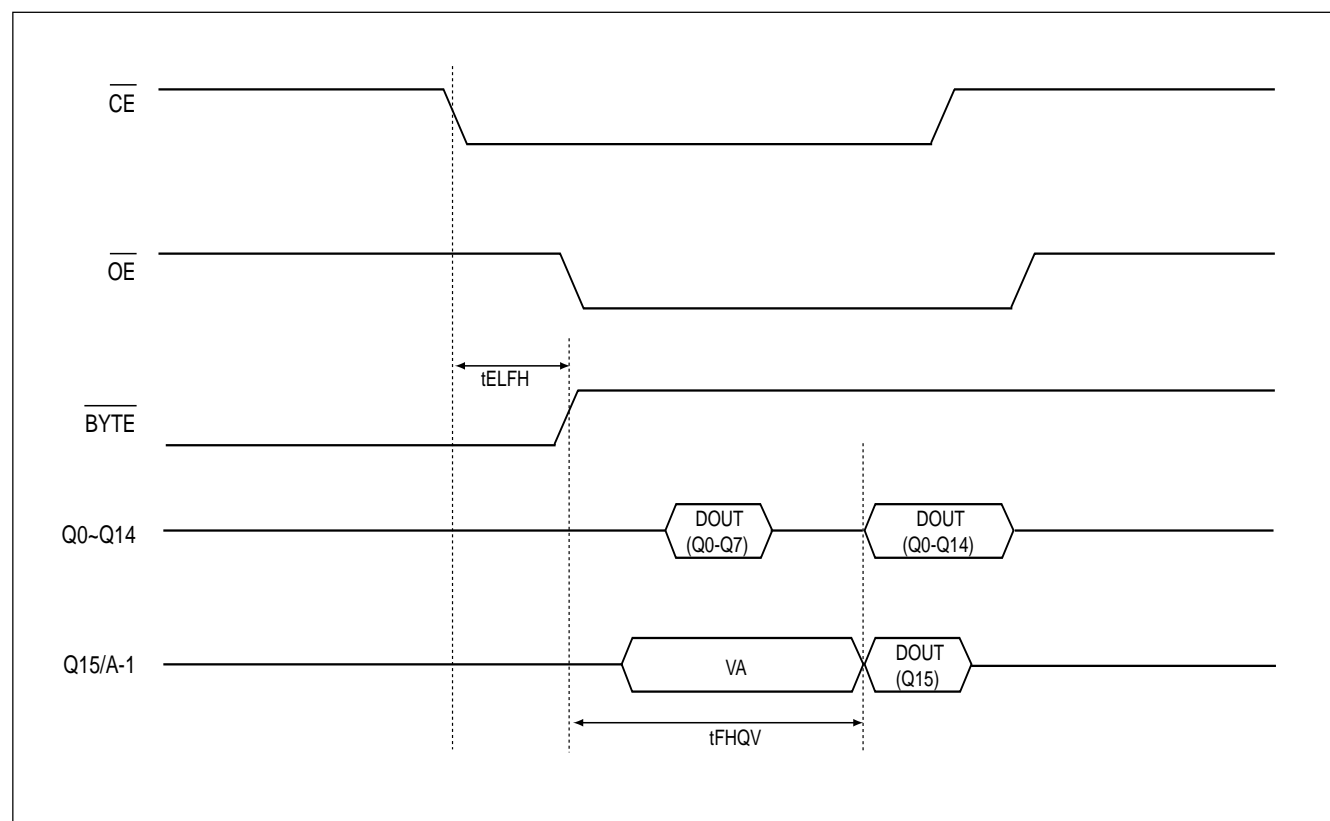 CE
OE
tELFH
BYTE
Q0~Q14
DOUT
(Q0-Q7)
DOUT
(Q0-Q14)
Q15/A-1
VA
DOUT
(Q15)
tFHQV